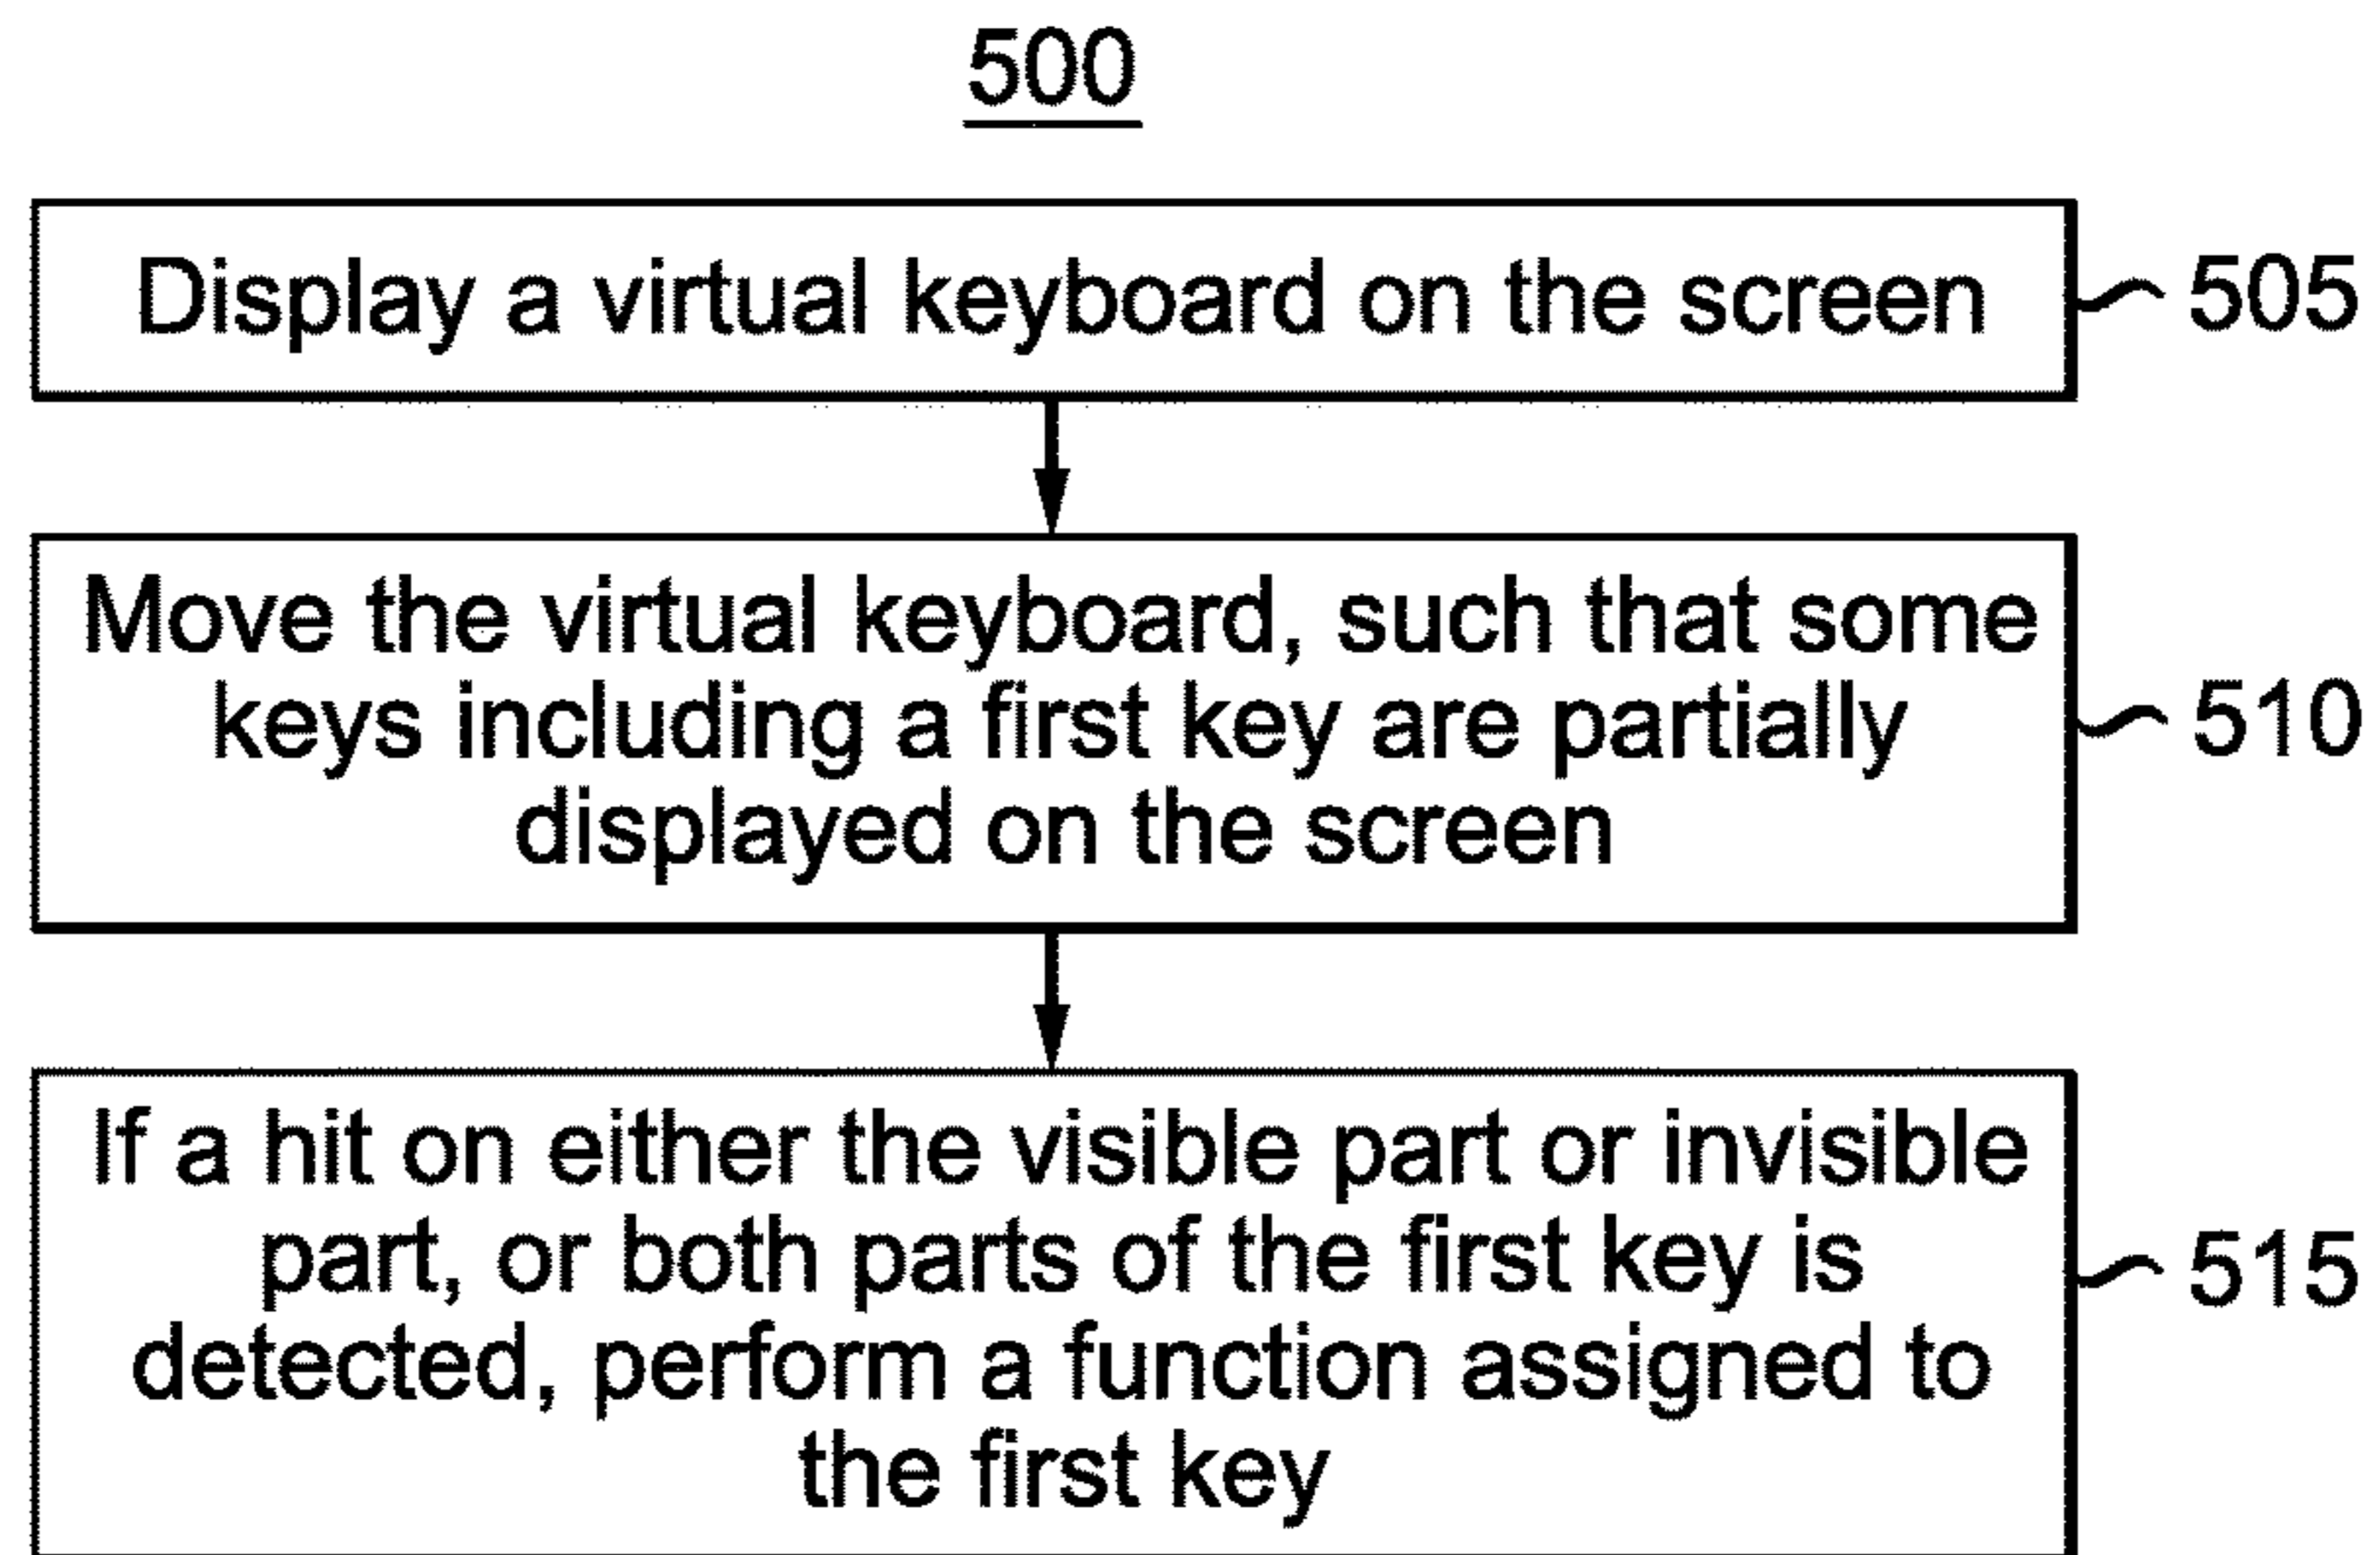 500
Display a virtual keyboard on the screen
505
Move the virtual keyboard, such that some
keys including a first key are partially
displayed on the screen
510
If a hit on either the visible part or invisible
part, or both parts of the first key is
detected, perform a function assigned to
the first key
515